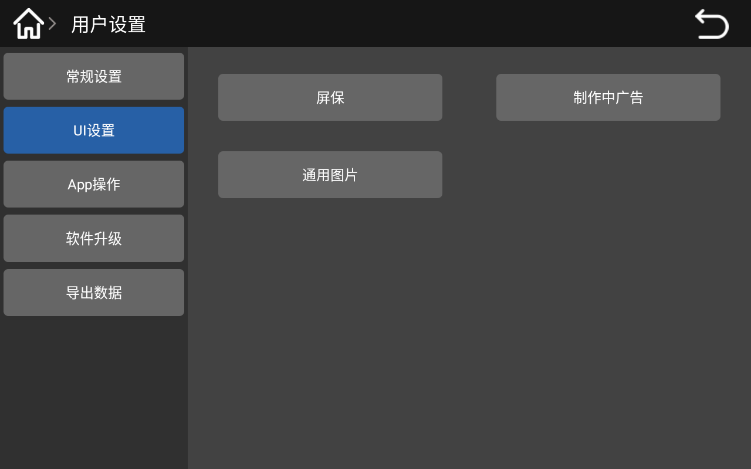 用户设置
常规设置
UI设置
App操作
软件升级
导出数据
屏保
制作中广告
通用图片